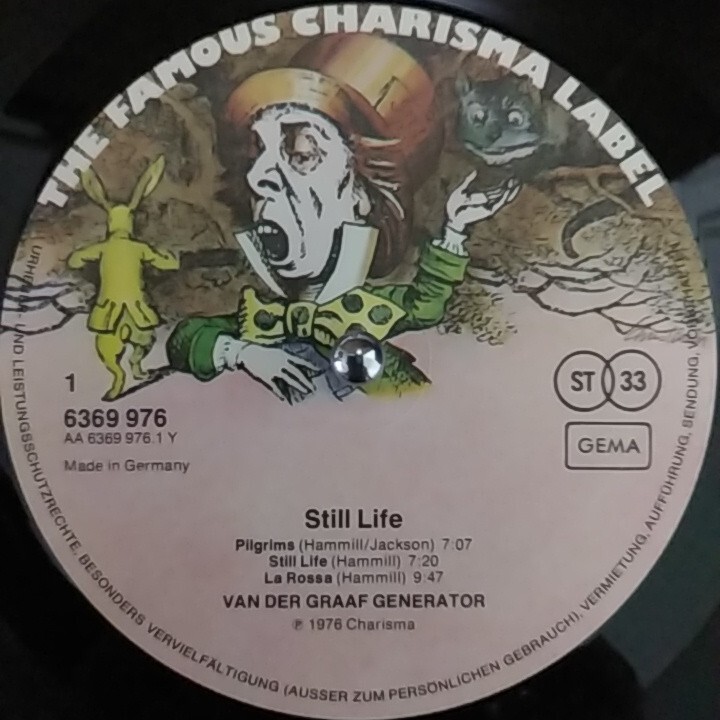 THE FAMOUS CHARISMA LABEL
1
6369 976
AA 6369 976.1 Y
Made in Germany
ST 33
GEMA
Still Life
Pilgrims (Hammill/Jackson) 7:07
Still Life (Hammill) 7:20
La Rossa (Hammill) 9:47
VAN DER GRAAF GENERATOR
℗ 1976 Charisma
UND LEISTUNGSSCHUTZRECHTE, BESONDERS VERVIELFÄLTIGUNG (AUSSER ZUM PERSÖNLICHEN GEBRAUCH), VERMIETUNG, AUFFÜHRUNG, SENDUNG,